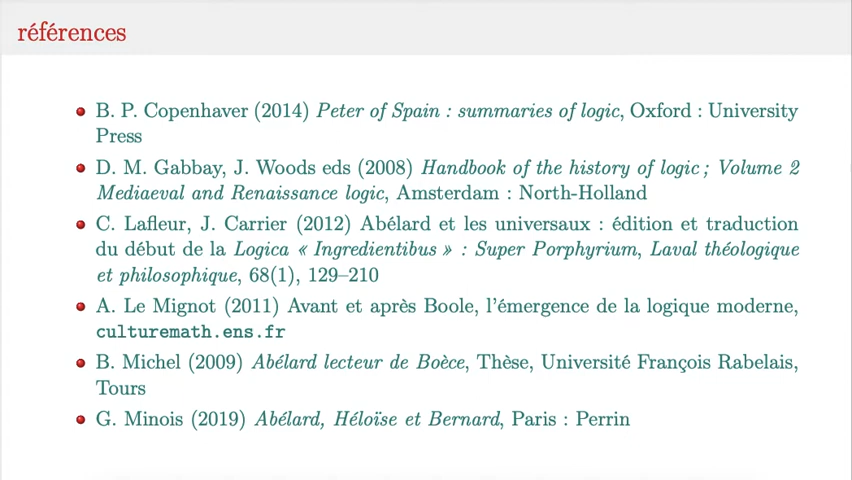 références
B. P. Copenhaver (2014) Peter of Spain : summaries of logic, Oxford : University
Press
D. M. Gabbay, J. Woods eds (2008) Handbook of the history of logic ; Volume 2
Mediaeval and Renaissance logic, Amsterdam : North-Holland
C. Lafleur, J. Carrier (2012) Abélard et les universaux : édition et traduction
du début de la Logica « Ingredientibus » : Super Porphyrium, Laval théologique
et philosophique, 68(1), 129–210
A. Le Mignot (2011) Avant et après Boole, l'émergence de la logique moderne,
culturemath.ens.fr
B. Michel (2009) Abélard lecteur de Boèce, Thèse, Université François Rabelais,
Tours
G. Minois (2019) Abélard, Héloïse et Bernard, Paris : Perrin